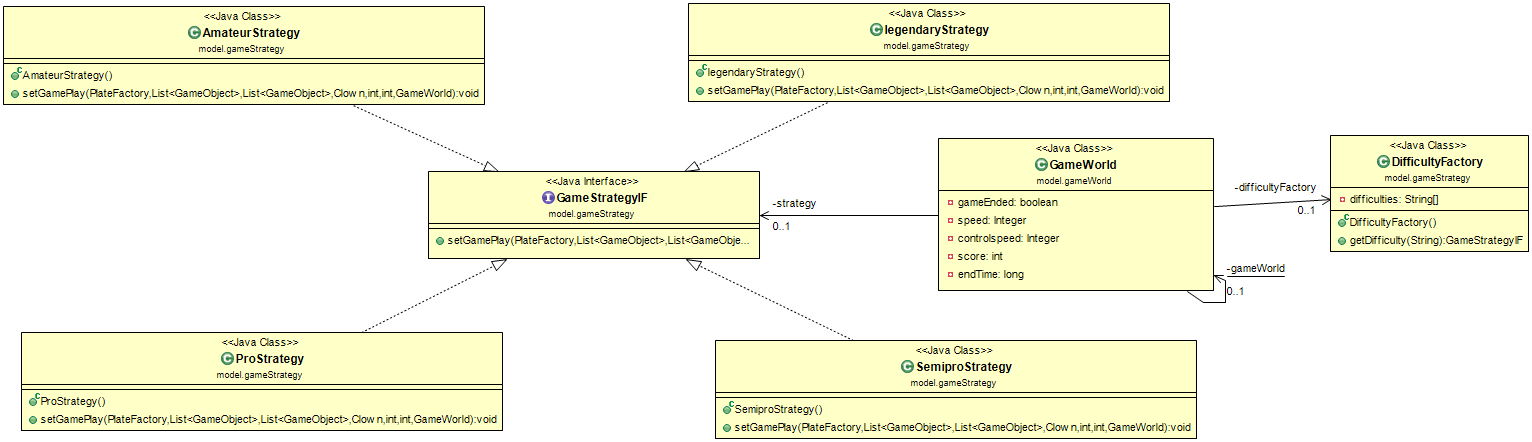 <<Java Class>>
AmateurStrategy
model.gameStrategy
AmateurStrategy()
setGamePlay(PlateFactory,List<GameObject>,List<GameObject>,Clown,int,int,GameWorld):void
<<Java Class>>
legendaryStrategy
model.gameStrategy
legendaryStrategy()
setGamePlay(PlateFactory,List<GameObject>,List<GameObject>,Clown,int,int,GameWorld):void
<<Java Interface>>
GameStrategyIF
model.gameStrategy
setGamePlay(PlateFactory,List<GameObject>,List<GameObje...
-strategy
0..1
<<Java Class>>
GameWorld
model.gameWorld
gameEnded: boolean
speed: Integer
controlspeed: Integer
score: int
endTime: long
-difficultyFactory
0..1
-gameWorld
0..1
<<Java Class>>
DifficultyFactory
model.gameStrategy
difficulties: String[]
DifficultyFactory()
getDifficulty(String):GameStrategyIF
<<Java Class>>
ProStrategy
model.gameStrategy
ProStrategy()
setGamePlay(PlateFactory,List<GameObject>,List<GameObject>,Clown,int,int,GameWorld):void
<<Java Class>>
SemiproStrategy
model.gameStrategy
SemiproStrategy()
setGamePlay(PlateFactory,List<GameObject>,List<GameObject>,Clown,int,int,GameWorld):void